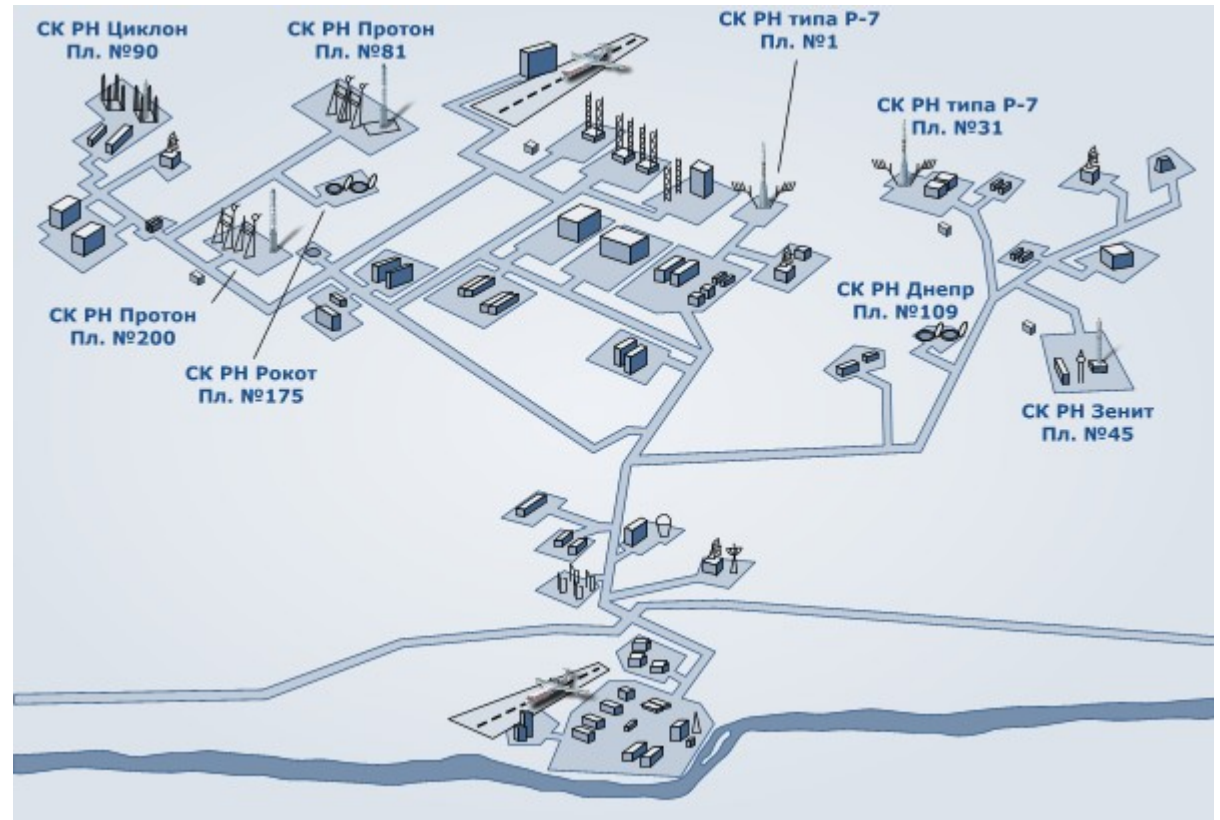 СК РН Циклон
Пл. №90
СК РН Протон
Пл. №81
СК РН типа Р-7
Пл. №1
СК РН типа Р-7
Пл. №31
СК РН Протон
Пл. №200
СК РН Рокот
Пл. №175
СК РН Днепр
Пл. №109
СК РН Зенит
Пл. №45